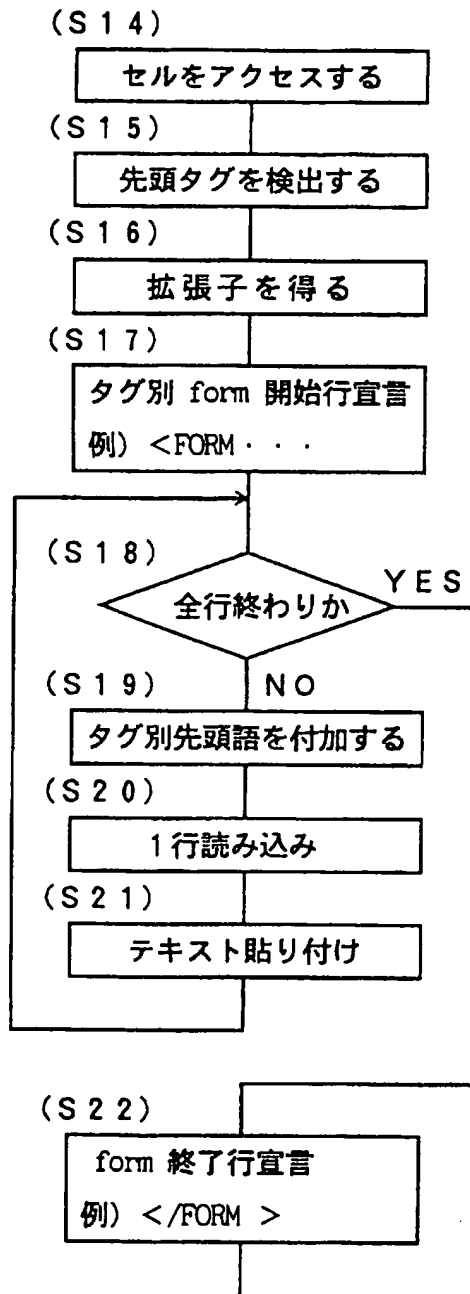 (S14)
セルをアクセスする
(S15)
先頭タグを検出する
(S16)
拡張子を得る
(S17)
タグ別 form 開始行宣言
例) <FORM・・・
(S18)
全行終わりか
YES
(S19)
NO
タグ別先頭語を付加する
(S20)
1行読み込み
(S21)
テキスト貼り付け
(S22)
form 終了行宣言
例) </FORM >